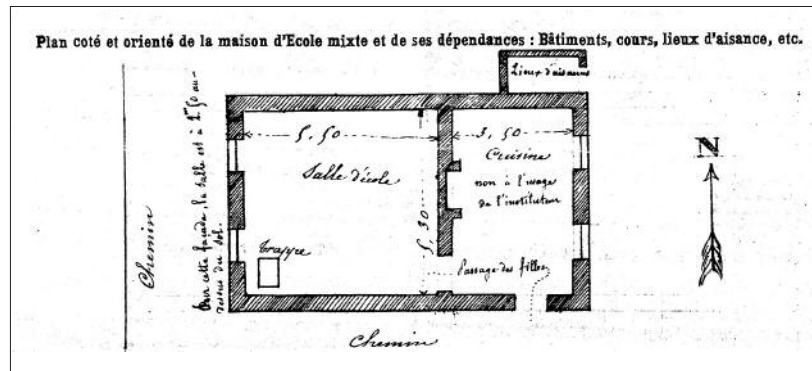 Plan coté et orienté de la maison d'Ecole mixte et de ses dépendances : Bâtiments, cours, lieux d'aisance, etc.
Lieux d'aisance
Sur cette façade, la salle est à 1m,50 au-
dessus du sol.
5,50
3,50
Salle d'école
Cuisine
non à l'usage
de l'instituteur
N
5,30
Trappe
Passage des filles
Chemin
Chemin